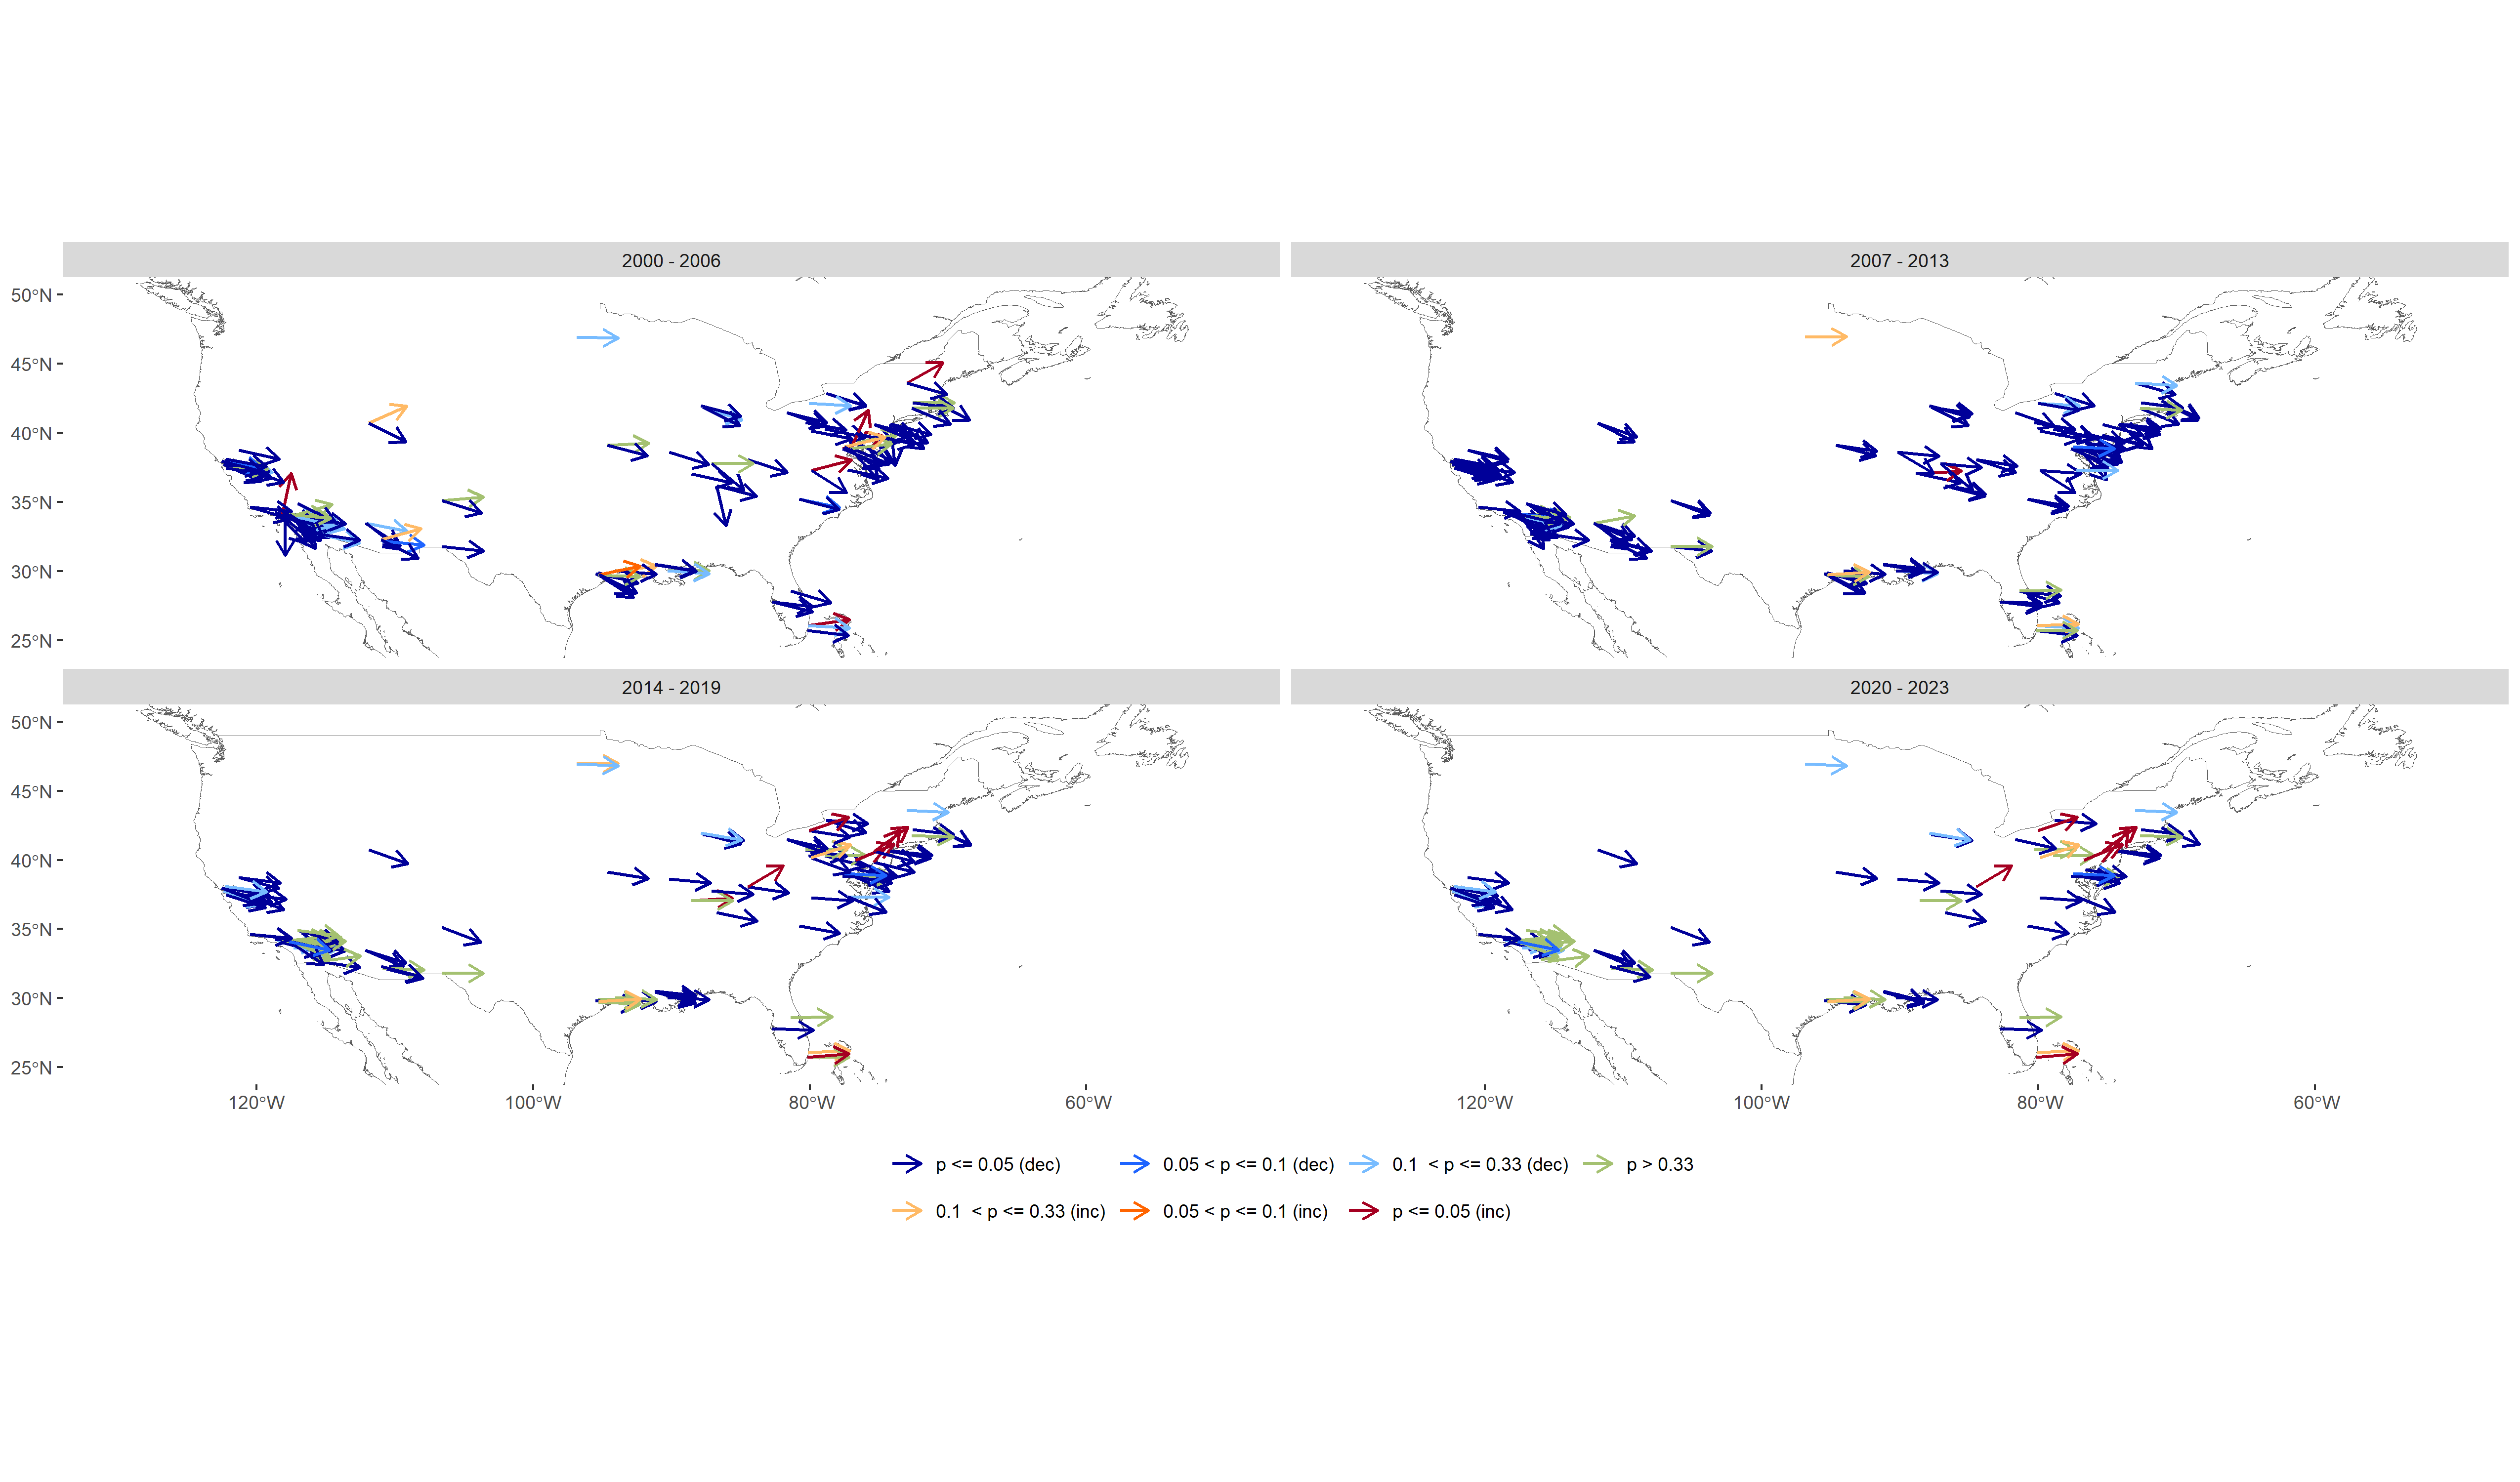 2000 - 2006
2007 - 2013
50°N
45°N
40°N
35°N
30°N
25°N
2014 - 2019
2020 - 2023
50°N
45°N
40°N
35°N
30°N
25°N
120°W
100°W
80°W
60°W
120°W
100°W
80°W
60°W
p <= 0.05 (dec)
0.05 < p <= 0.1 (dec)
0.1  < p <= 0.33 (dec)
p > 0.33
0.1  < p <= 0.33 (inc)
0.05 < p <= 0.1 (inc)
p <= 0.05 (inc)